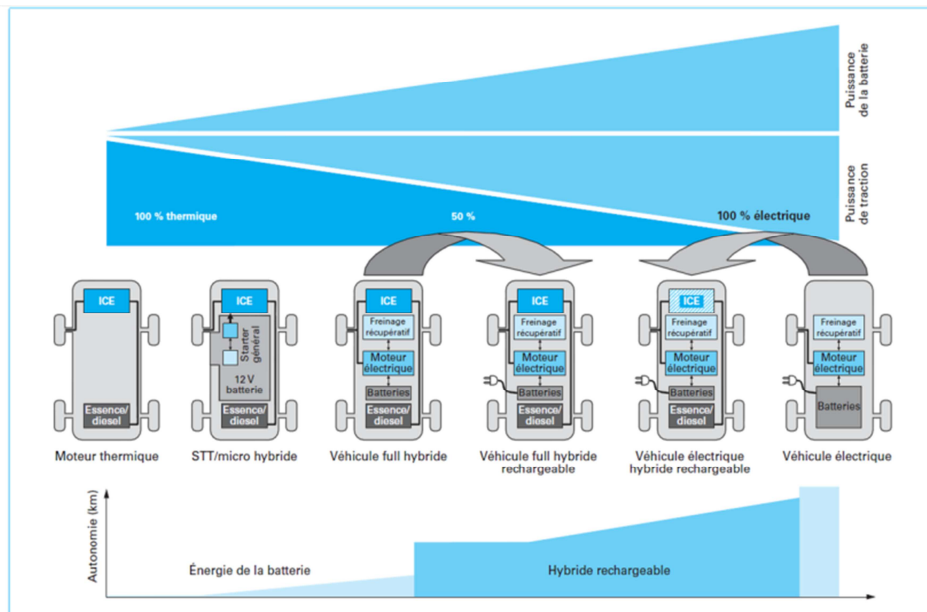 Puissance
de la batterie
Puissance
de traction
100 % thermique
50 %
100 % électrique
ICE
Essence/
diesel
Moteur thermique
ICE
Starter
général
12 V
batterie
Essence/
diesel
STT/micro hybride
ICE
Freinage
récupératif
Moteur
électrique
Batteries
Essence/
diesel
Véhicule full hybride
ICE
Freinage
récupératif
Moteur
électrique
Batteries
Essence/
diesel
Véhicule full hybride
rechargeable
ICE
Freinage
récupératif
Moteur
électrique
Batteries
Essence/
diesel
Véhicule électrique
hybride rechargeable
Freinage
récupératif
Moteur
électrique
Batteries
Véhicule électrique
Autonomie (km)
Énergie de la batterie
Hybride rechargeable